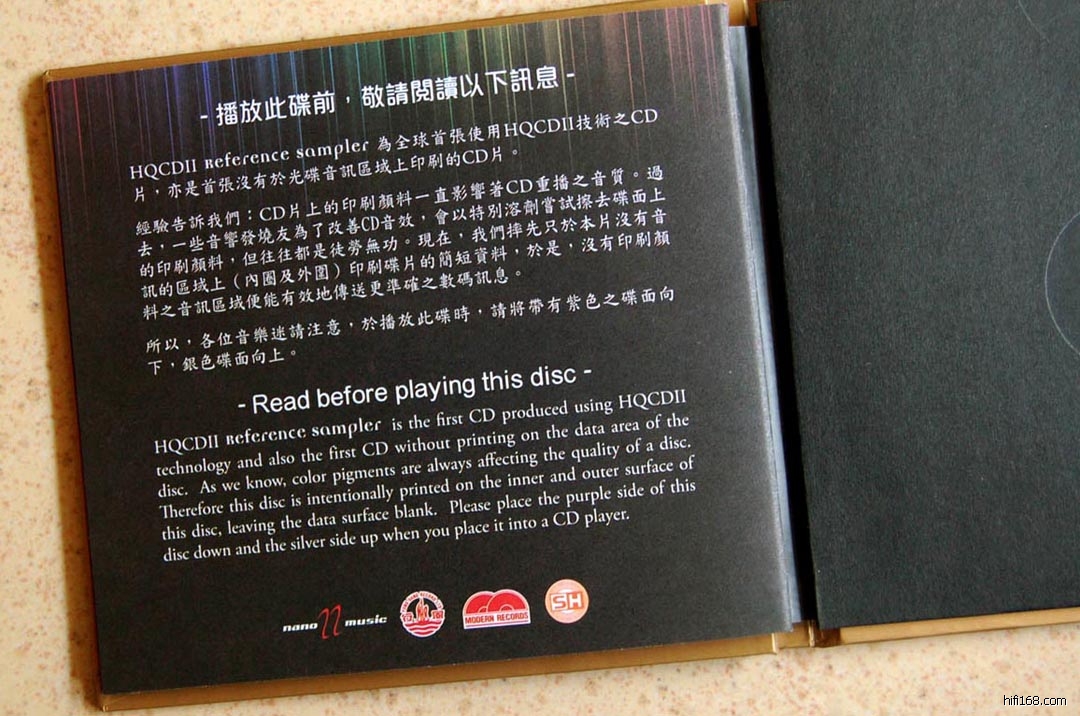 - 播放此碟前，敬請閱讀以下訊息 -
HQCDII Reference Sampler 為全球首張使用HQCDII技術之CD
片，亦是首張沒有於光碟音訊區域上印刷的CD片。
經驗告訴我們：CD片上的印刷顏料一直影響著CD重播之音質。過
去，一些音響發燒友為了改善CD音效，會以特別溶劑嘗試擦去碟面上
的印刷顏料，但往往都是徒勞無功。現在，我們摔先只於本片沒有音
訊的區域上（內圈及外圍）印刷碟片的簡短資料，於是，沒有印刷顏
料之音訊區域便能有效地傳送更準確之數碼訊息。
所以，各位音樂迷請注意，於播放此碟時，請將帶有紫色之碟面向
下，銀色碟面向上。
- Read before playing this disc -
HQCDII Reference Sampler is the first CD produced using HQCDII
technology and also the first CD without printing on the data area of the
disc. As we know, color pigments are always affecting the quality of a disc.
Therefore this disc is intentionally printed on the inner and outer surface of
this disc, leaving the data surface blank. Please place the purple side of this
disc down and the silver side up when you place it into a CD player.
nano music
MODERN RECORDS
SH
hifi168.com